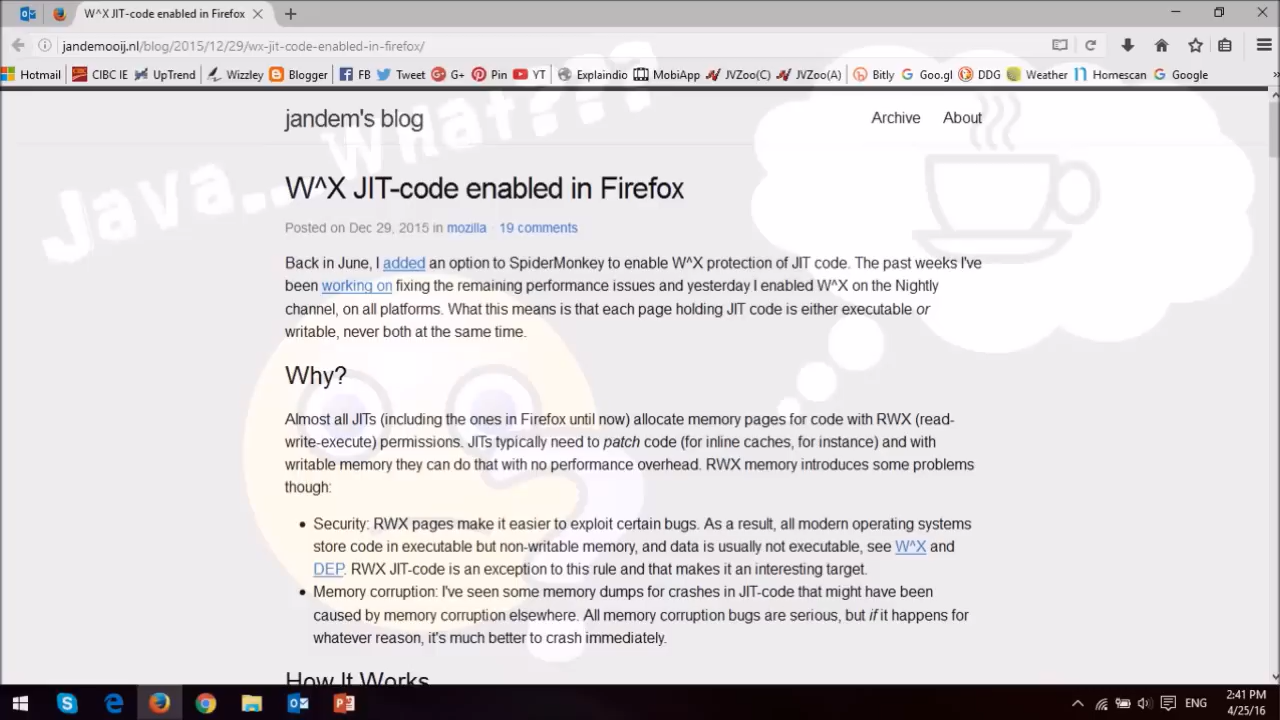 W^X JIT-code enabled in Firefox
jandemooij.nl/blog/2015/12/29/wx-jit-code-enabled-in-firefox/
Hotmail CIBC IE UpTrend Wizzley Blogger FB Tweet G+ Pin YT Explaindio MobiApp JVZoo(C) JVZoo(A) Bitly Goo.gl DDG Weather Homescan Google
Java..What???
jandem's blog
Archive About
W^X JIT-code enabled in Firefox
Posted on Dec 29, 2015 in mozilla · 19 comments
Back in June, I added an option to SpiderMonkey to enable W^X protection of JIT code. The past weeks I've
been working on fixing the remaining performance issues and yesterday I enabled W^X on the Nightly
channel, on all platforms. What this means is that each page holding JIT code is either executable or
writable, never both at the same time.
Why?
Almost all JITs (including the ones in Firefox until now) allocate memory pages for code with RWX (read-
write-execute) permissions. JITs typically need to patch code (for inline caches, for instance) and with
writable memory they can do that with no performance overhead. RWX memory introduces some problems
though:
• Security: RWX pages make it easier to exploit certain bugs. As a result, all modern operating systems
store code in executable but non-writable memory, and data is usually not executable, see W^X and
DEP. RWX JIT-code is an exception to this rule and that makes it an interesting target.
• Memory corruption: I've seen some memory dumps for crashes in JIT-code that might have been
caused by memory corruption elsewhere. All memory corruption bugs are serious, but if it happens for
whatever reason, it's much better to crash immediately.
How It Works
ENG
2:41 PM
4/25/16